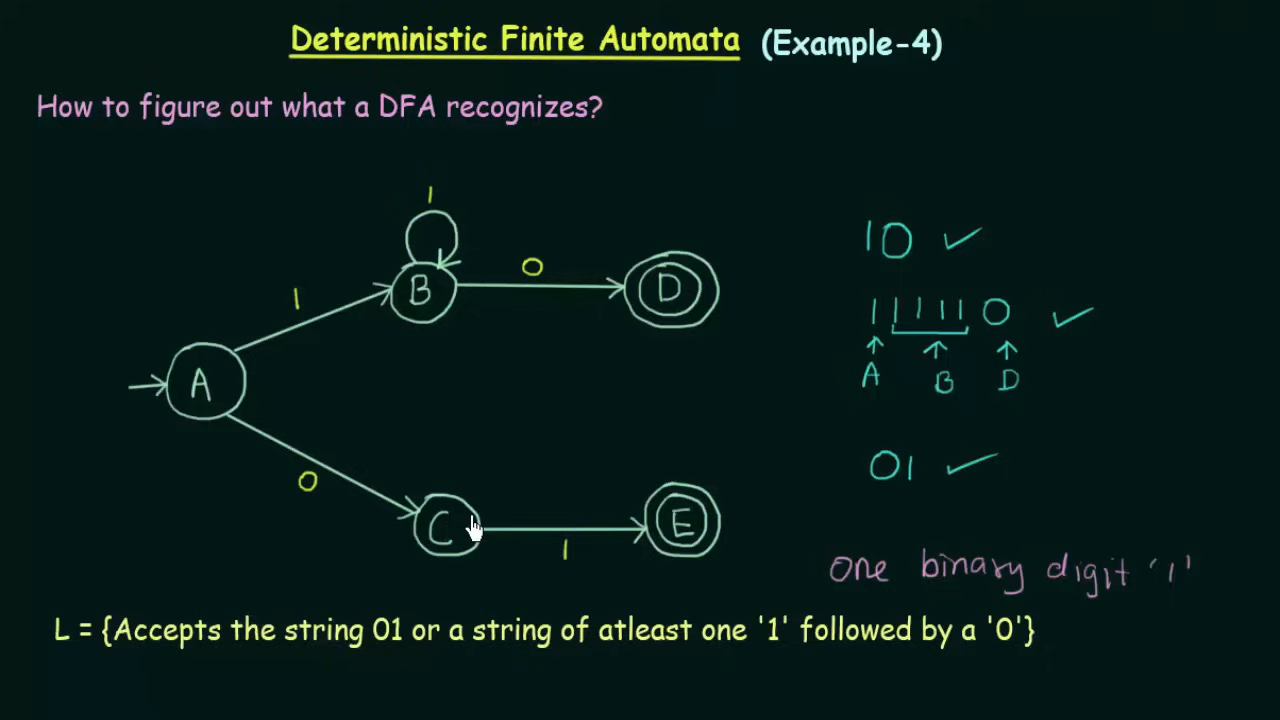 Deterministic Finite Automata (Example-4)
How to figure out what a DFA recognizes?
1
B
0
D
1
A
0
C
1
E
10
111110
A B D
01
One binary digit '1'
L = {Accepts the string 01 or a string of atleast one '1' followed by a '0'}